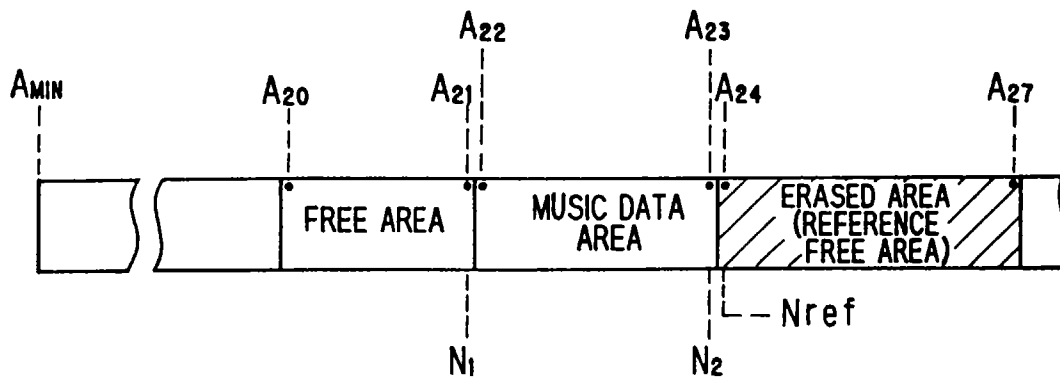 A22 A23
AMIN A20 A21 A24 A27
FREE AREA
MUSIC DATA
AREA
ERASED AREA
(REFERENCE
FREE AREA)
Nref
N1 N2